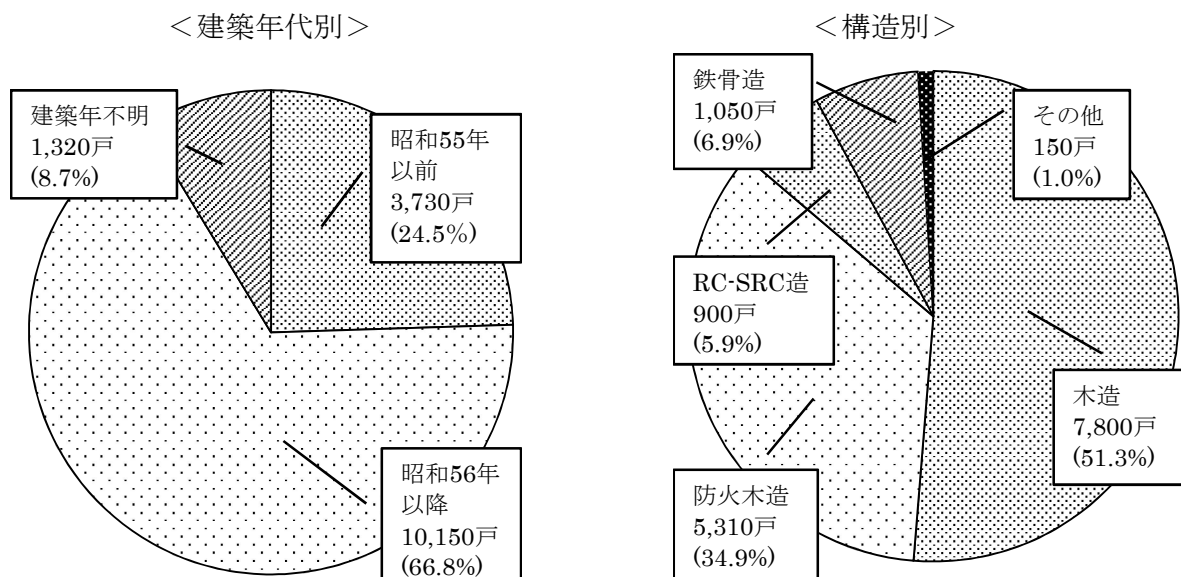 ＜建築年代別＞
建築年不明
1,320戸
(8.7%)
昭和55年
以前
3,730戸
(24.5%)
昭和56年
以降
10,150戸
(66.8%)
＜構造別＞
鉄骨造
1,050戸
(6.9%)
その他
150戸
(1.0%)
RC-SRC造
900戸
(5.9%)
木造
7,800戸
(51.3%)
防火木造
5,310戸
(34.9%)